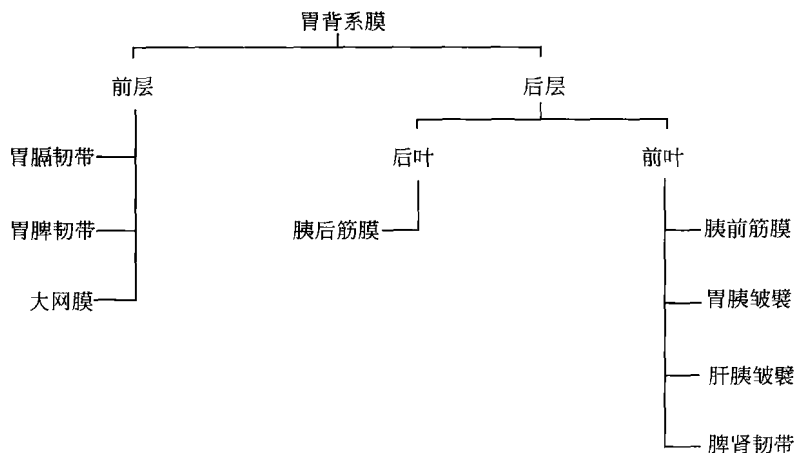 胃背系膜
前层
后层
后叶
前叶
胃膈韧带
胃脾韧带
大网膜
胰后筋膜
胰前筋膜
胃胰皱襞
肝胰皱襞
脾肾韧带